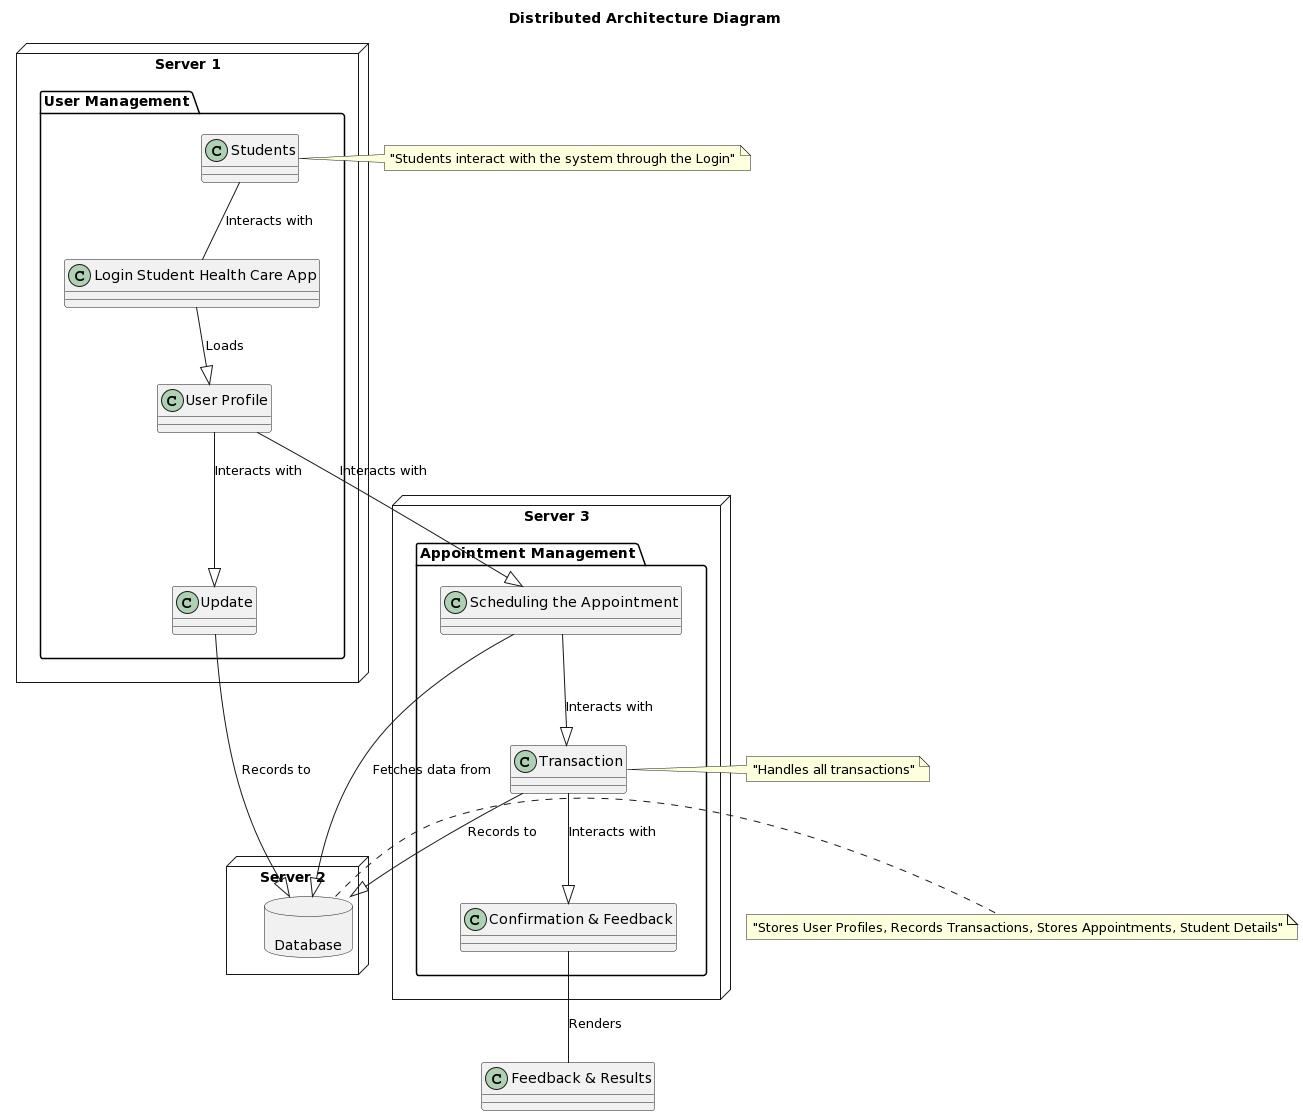 Distributed Architecture Diagram
Server 1
User Management
C Students
"Students interact with the system through the Login"
Interacts with
C Login Student Health Care App
Loads
C User Profile
Interacts with
Interacts with
Server 3
Appointment Management
C Update
C Scheduling the Appointment
Interacts with
C Transaction
"Handles all transactions"
Records to
Fetches data from
Records to
Interacts with
Server 2
Database
C Confirmation & Feedback
"Stores User Profiles, Records Transactions, Stores Appointments, Student Details"
Renders
C Feedback & Results